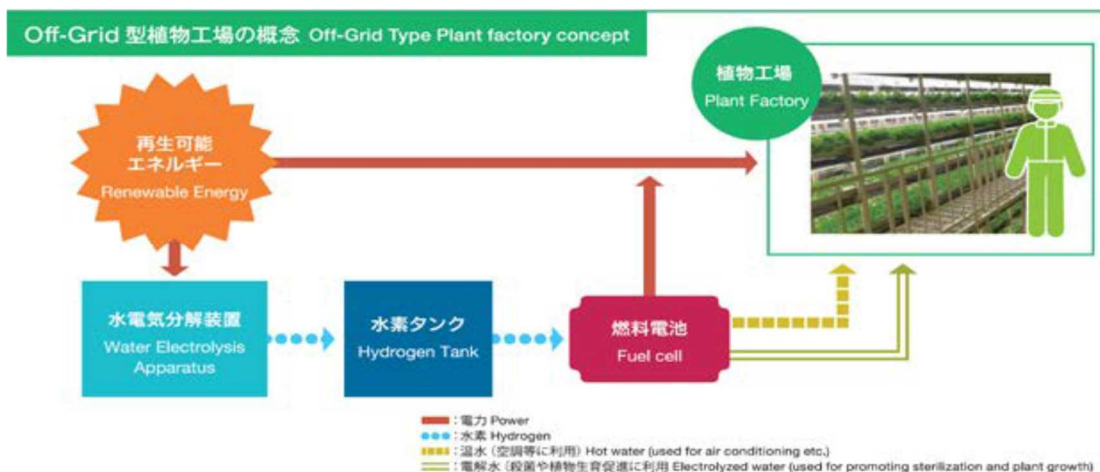 Off-Grid 型植物工場の概念 Off-Grid Type Plant factory concept
植物工場
Plant Factory
再生可能
エネルギー
Renewable Energy
水電気分解装置
Water Electrolysis
Apparatus
水素タンク
Hydrogen Tank
燃料電池
Fuel cell
：電力 Power
：水素 Hydrogen
：温水（空調等に利用）Hot water (used for air conditioning etc.)
：電解水（殺菌や植物生育促進に利用 Electrolyzed water (used for promoting sterilization and plant growth)